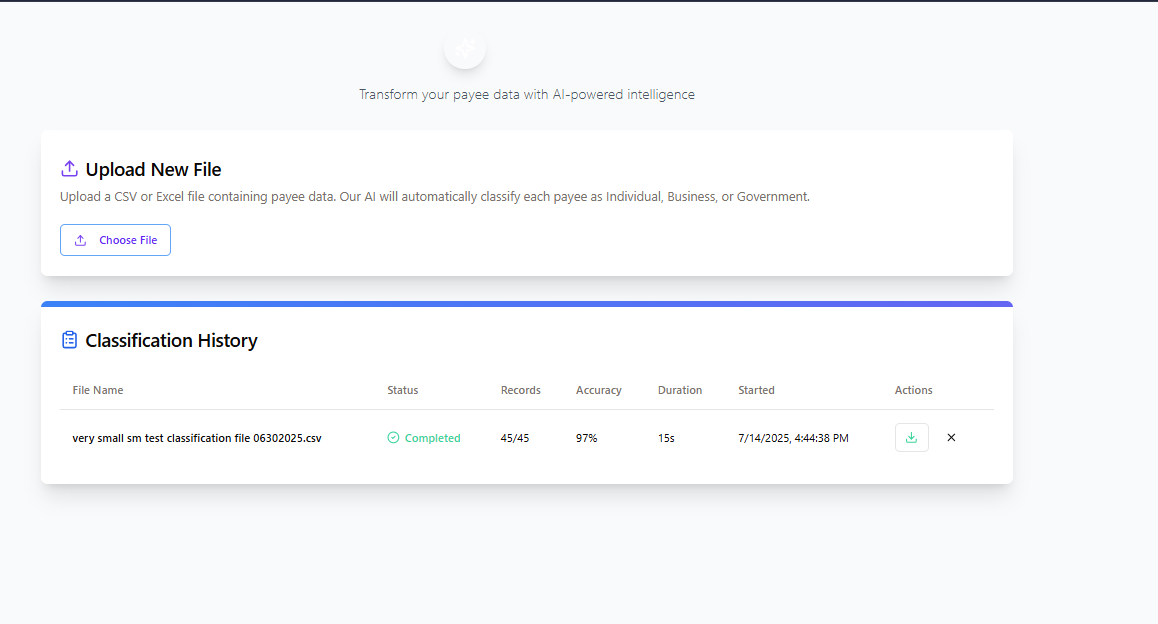 Transform your payee data with AI-powered intelligence
Upload New File
Upload a CSV or Excel file containing payee data. Our AI will automatically classify each payee as Individual, Business, or Government.
Choose File
Classification History
File Name Status Records Accuracy Duration Started Actions
very small sm test classification file 06302025.csv Completed 45/45 97% 15s 7/14/2025, 4:44:38 PM